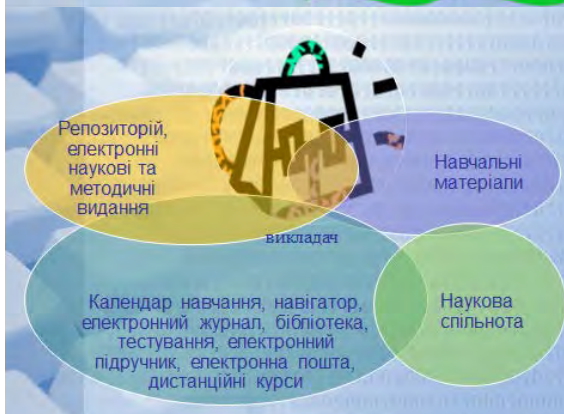 Репозиторій,
електронні
наукові та
методичні
видання
Навчальні
матеріали
викладач
Календар навчання, навігатор,
електронний журнал, бібліотека,
тестування, електронний
підручник, електронна пошта,
дистанційні курси
Наукова
спільнота